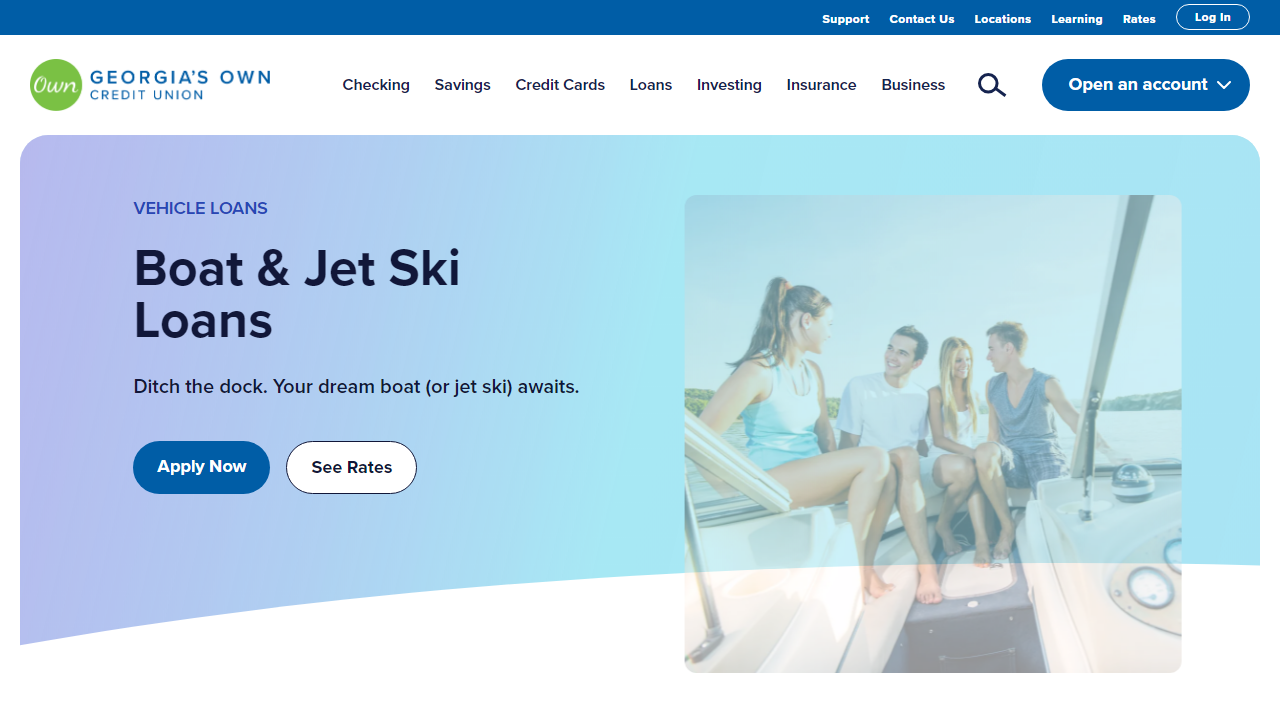 Support Contact Us Locations Learning Rates Log In
Own GEORGIA'S OWN
CREDIT UNION
Checking Savings Credit Cards Loans Investing Insurance Business Open an account
VEHICLE LOANS
Boat & Jet Ski
Loans
Ditch the dock. Your dream boat (or jet ski) awaits.
Apply Now See Rates